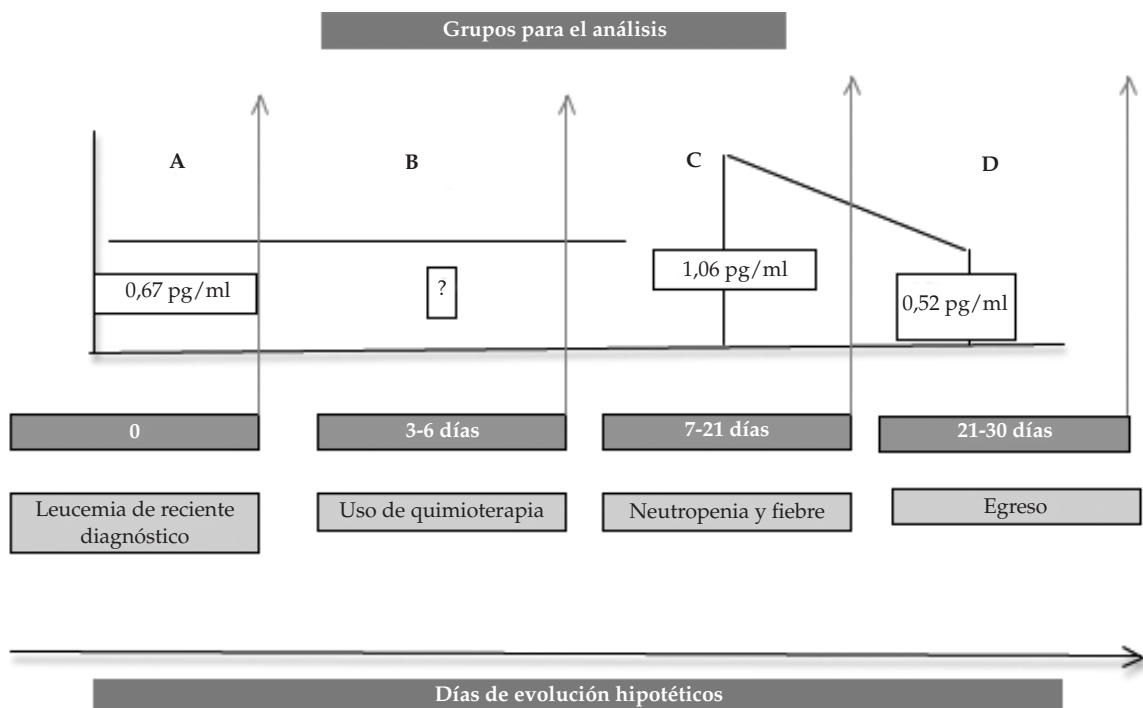 Grupos para el análisis
A
B
C
D
0,67 pg/ml
?
1,06 pg/ml
0,52 pg/ml
0
3-6 días
7-21 días
21-30 días
Leucemia de reciente
diagnóstico
Uso de quimioterapia
Neutropenia y fiebre
Egreso
Días de evolución hipotéticos